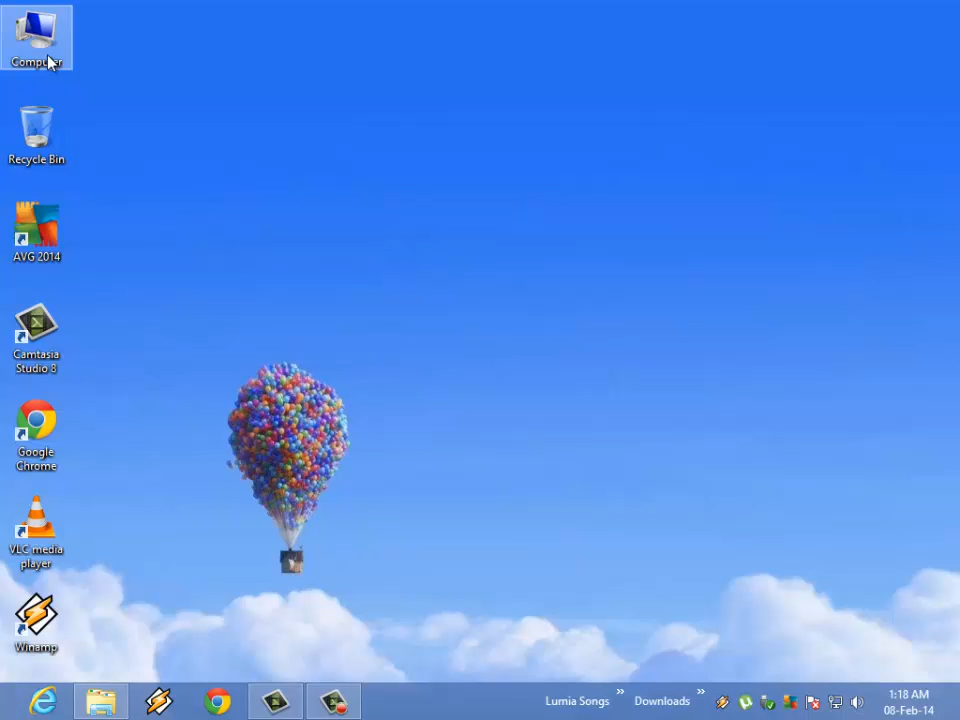 Computer
Recycle Bin
AVG 2014
Camtasia
Studio 8
Google
Chrome
VLC media
player
Winamp
Lumia Songs
»
Downloads
»
1:18 AM
08-Feb-14